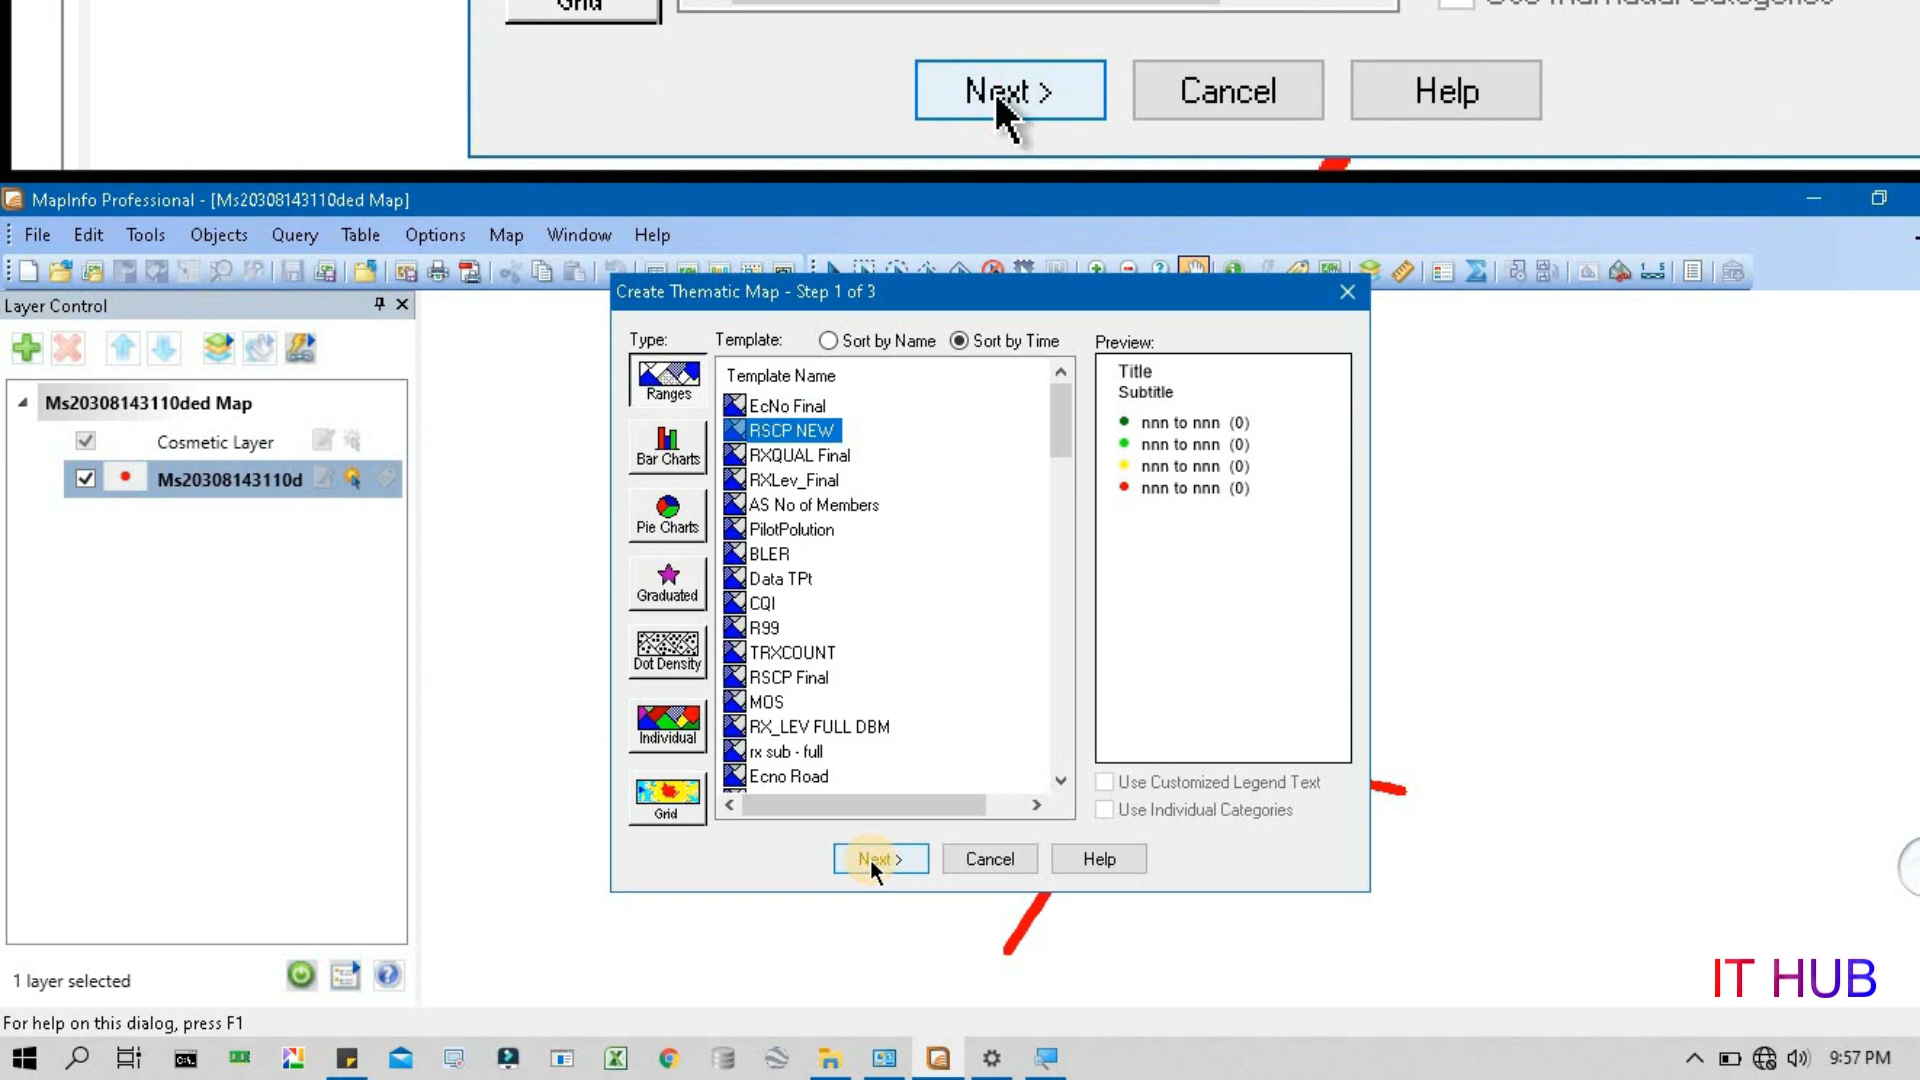 Grid
Use Individual Categories
Next >
Cancel
Help
MapInfo Professional - [Ms20308143110ded Map]
File Edit Tools Objects Query Table Options Map Window Help
Layer Control
Create Thematic Map - Step 1 of 3
Type:
Template:
Sort by Name
Sort by Time
Preview:
Ranges
Bar Charts
Pie Charts
Graduated
Dot Density
Individual
Grid
Template Name
EcNo Final
RSCP NEW
RXQUAL Final
RXLev_Final
AS No of Members
PilotPolution
BLER
Data TPt
CQI
R99
TRXCOUNT
RSCP Final
MOS
RX_LEV FULL DBM
rx sub - full
Ecno Road
Title
Subtitle
nnn to nnn (0)
nnn to nnn (0)
nnn to nnn (0)
nnn to nnn (0)
Use Customized Legend Text
Use Individual Categories
Next >
Cancel
Help
Ms20308143110ded Map
Cosmetic Layer
Ms20308143110d
1 layer selected
IT HUB
For help on this dialog, press F1
9:57 PM